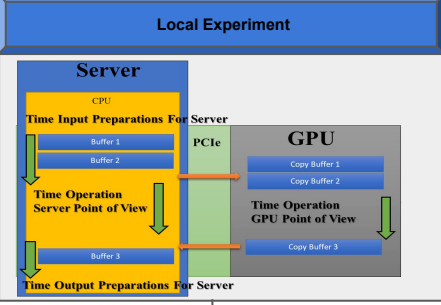 Local Experiment
Server
CPU
Time Input Preparations For Server
Buffer 1
Buffer 2
PCIe
GPU
Copy Buffer 1
Copy Buffer 2
Time Operation
Server Point of View
Time Operation
GPU Point of View
Buffer 3
Copy Buffer 3
Time Output Preparations For Server